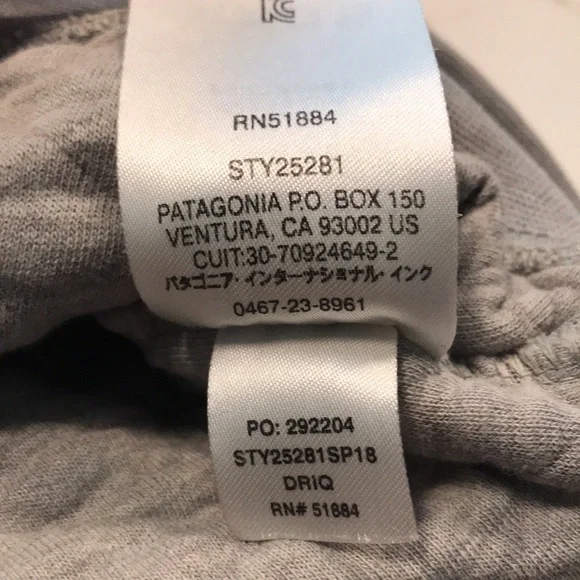 RN51884
STY25281
PATAGONIA P.O. BOX 150
VENTURA, CA 93002 US
CUIT:30-70924649-2
パタゴニア・インターナショナル・インク
0467-23-8961
PO: 292204
STY25281SP18
DRIQ
RN# 51884